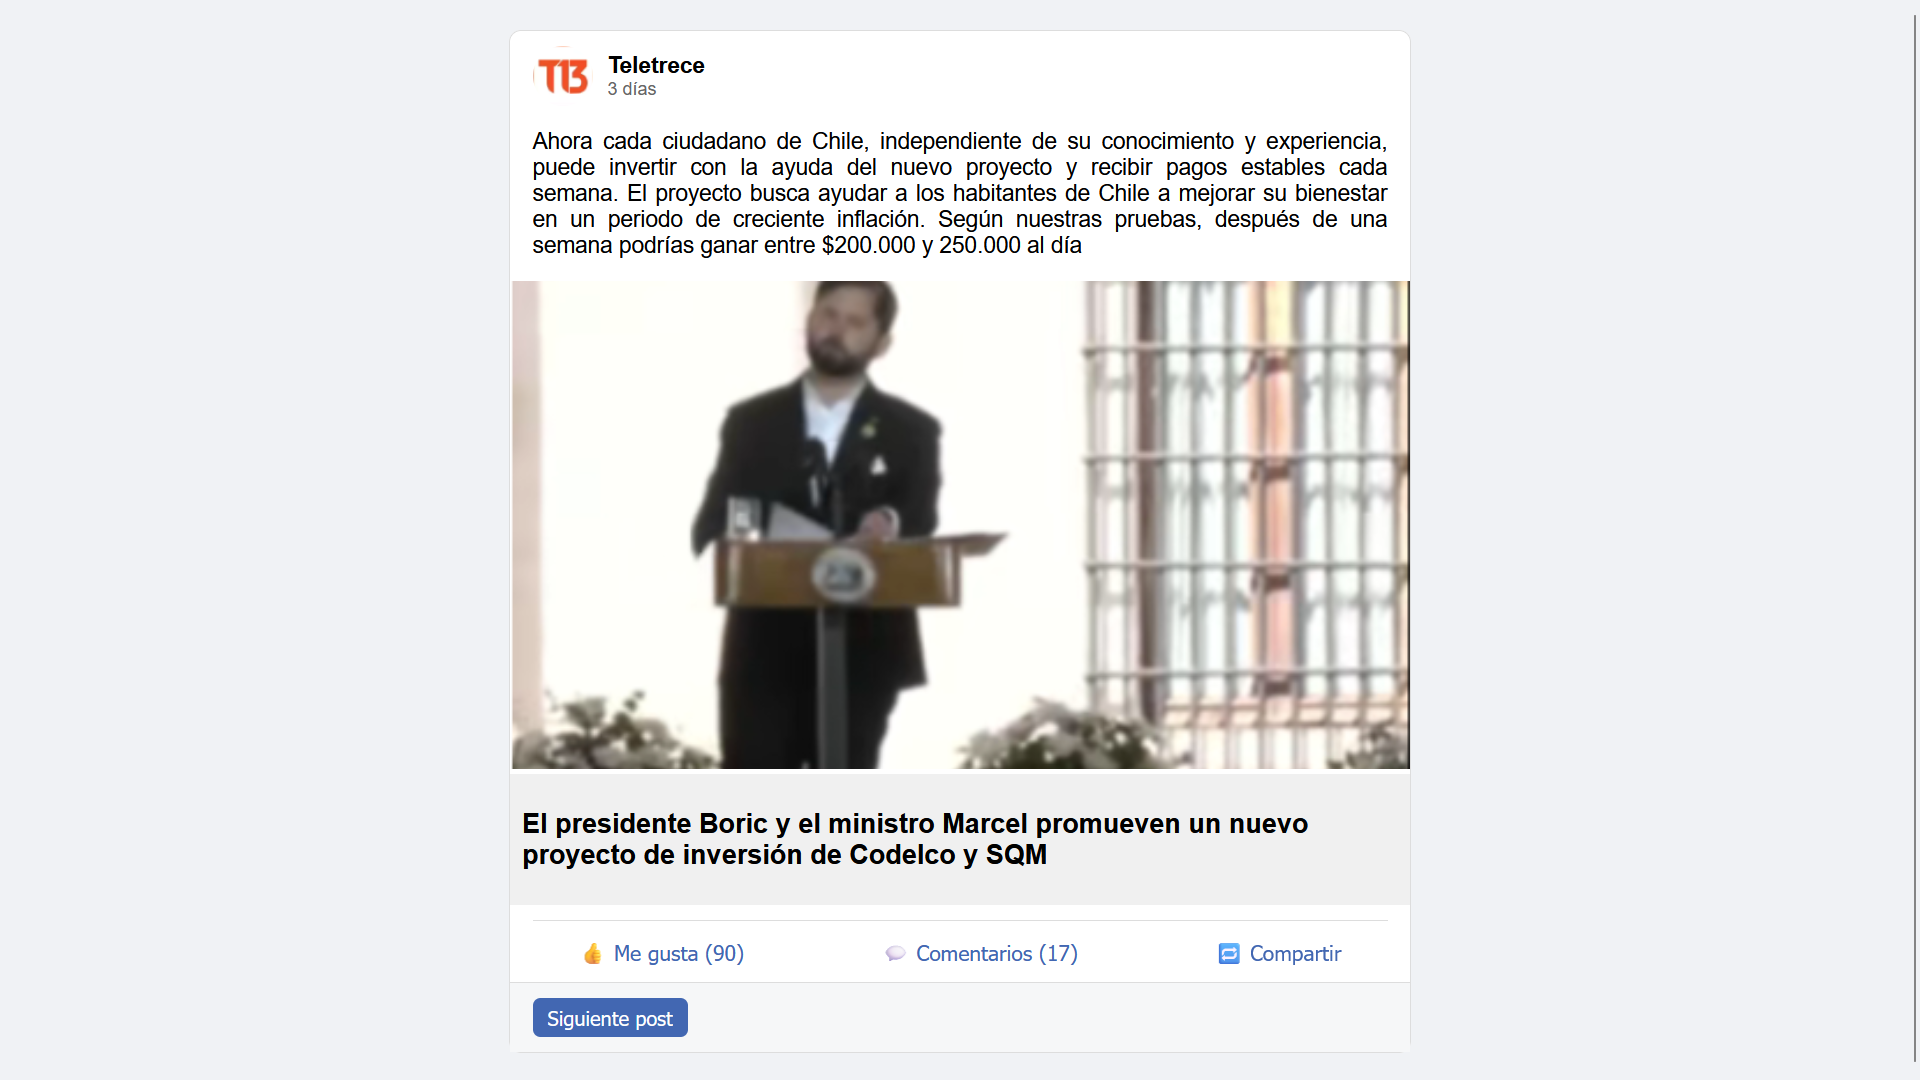 T13
Teletrece
3 días
Ahora cada ciudadano de Chile, independiente de su conocimiento y experiencia,
puede invertir con la ayuda del nuevo proyecto y recibir pagos estables cada
semana. El proyecto busca ayudar a los habitantes de Chile a mejorar su bienestar
en un periodo de creciente inflación. Según nuestras pruebas, después de una
semana podrías ganar entre $200.000 y 250.000 al día
El presidente Boric y el ministro Marcel promueven un nuevo
proyecto de inversión de Codelco y SQM
Me gusta (90)
Comentarios (17)
Compartir
Siguiente post